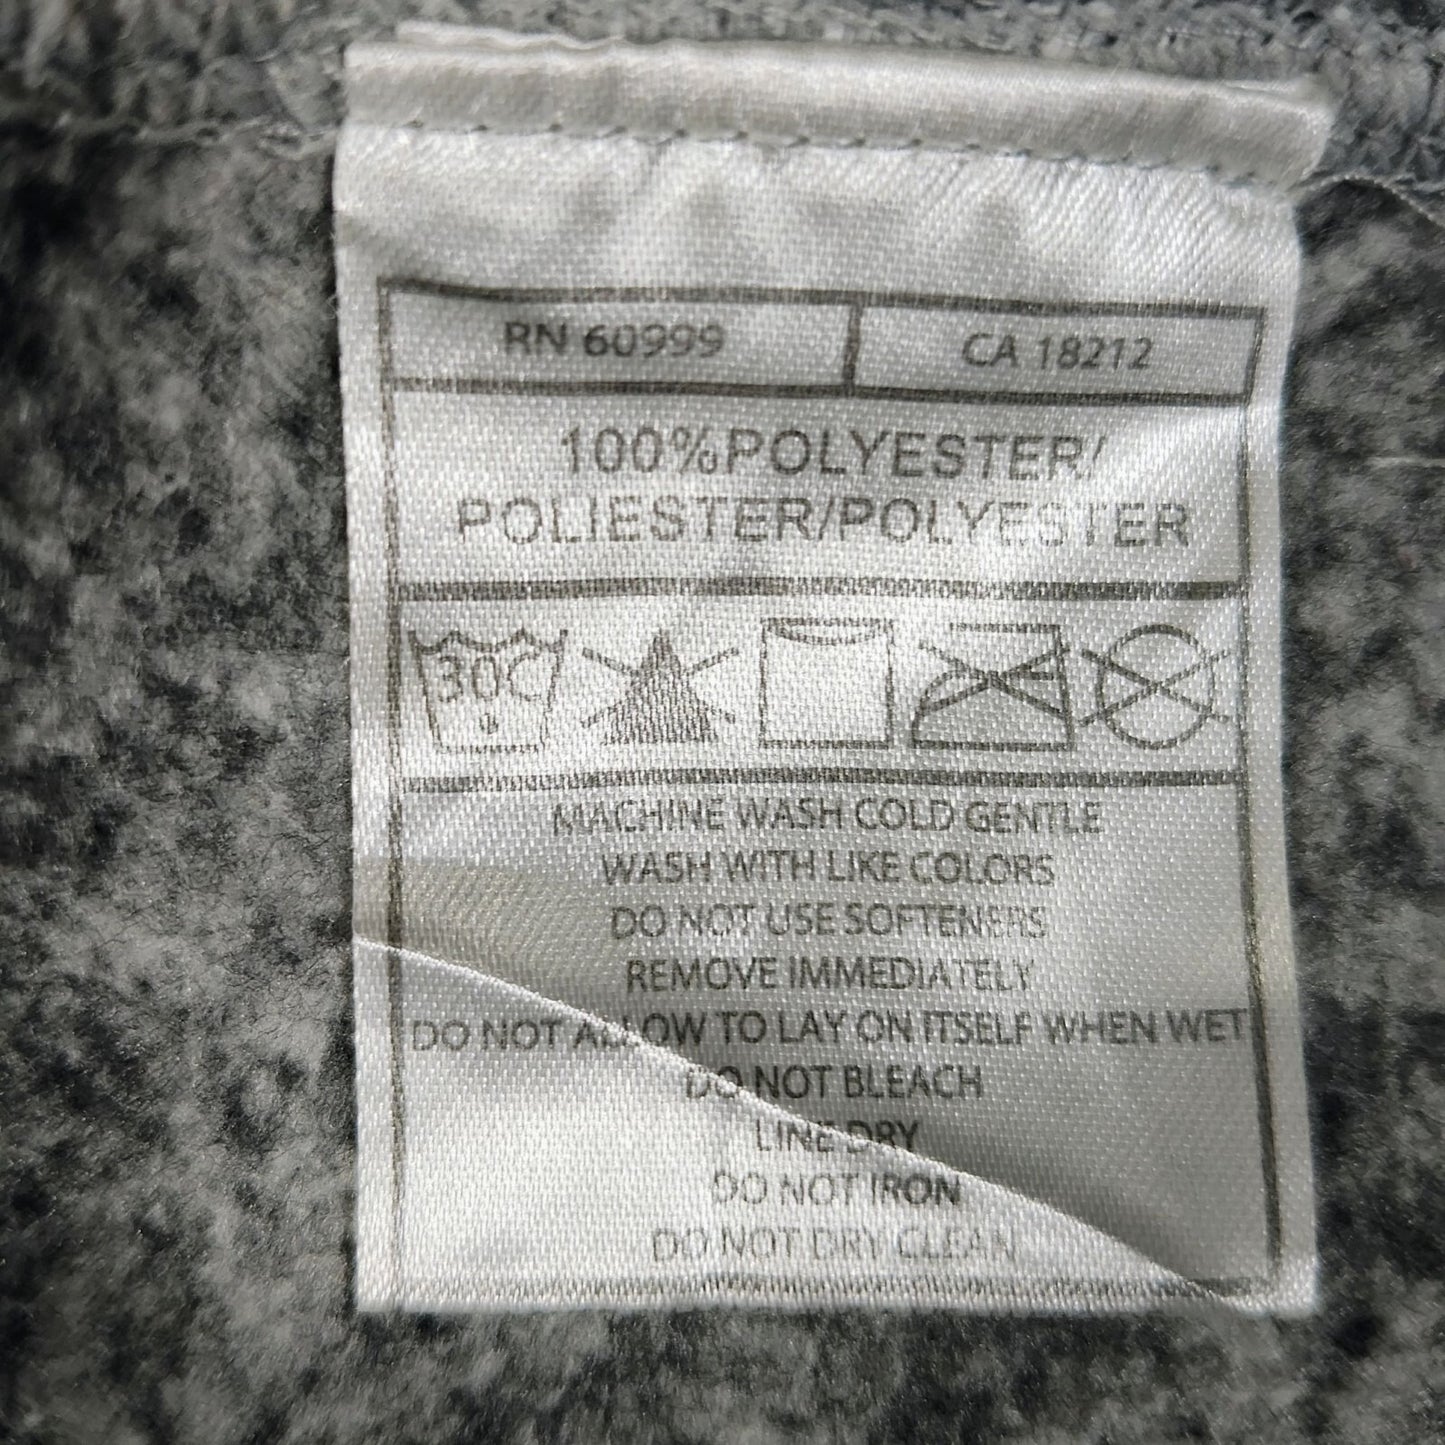 RN 60999
CA 18212
100%POLYESTER/
POLIESTER/POLYESTER
30C
MACHINE WASH COLD GENTLE
WASH WITH LIKE COLORS
DO NOT USE SOFTENERS
REMOVE IMMEDIATELY
DO NOT ALLOW TO LAY ON ITSELF WHEN WET
DO NOT BLEACH
LINE DRY
DO NOT IRON
DO NOT DRY CLEAN